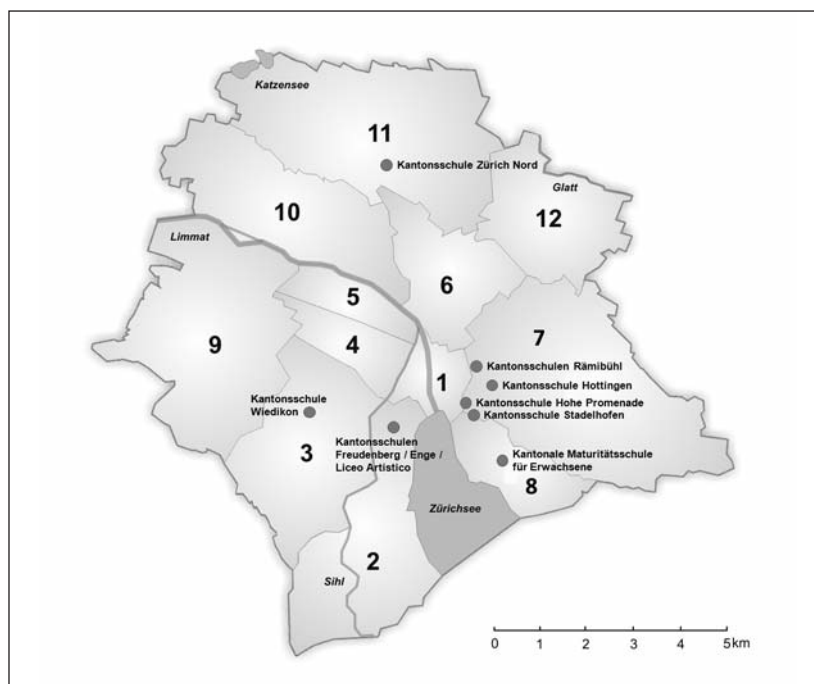 Katzensee
11
Kantonsschule Zürich Nord
Glatt
12
10
Limmat
6
5
7
9
4
Kantonsschulen Rämibühl
1
Kantonsschule Hottingen
Kantonsschule
Wiedikon
Kantonsschule Hohe Promenade
Kantonsschule Stadelhofen
3
Kantonsschulen
Freudenberg / Enge /
Liceo Artistico
Kantonale Maturitätsschule
für Erwachsene
8
Zürichsee
2
Sihl
0 1 2 3 4 5km